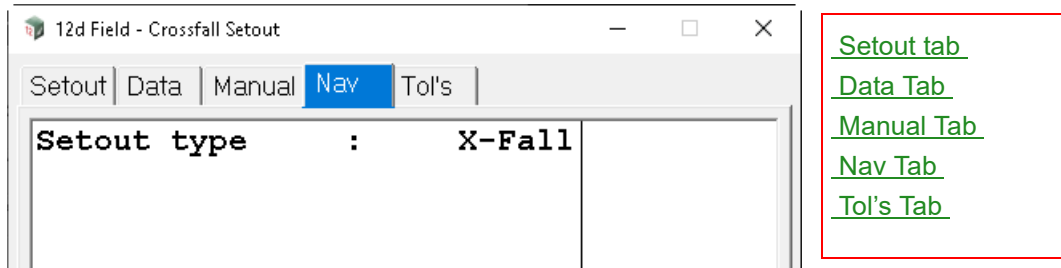 12d Field - Crossfall Setout
Setout Data Manual Nav Tol's
Setout type : X-Fall
Setout tab
Data Tab
Manual Tab
Nav Tab
Tol’s Tab